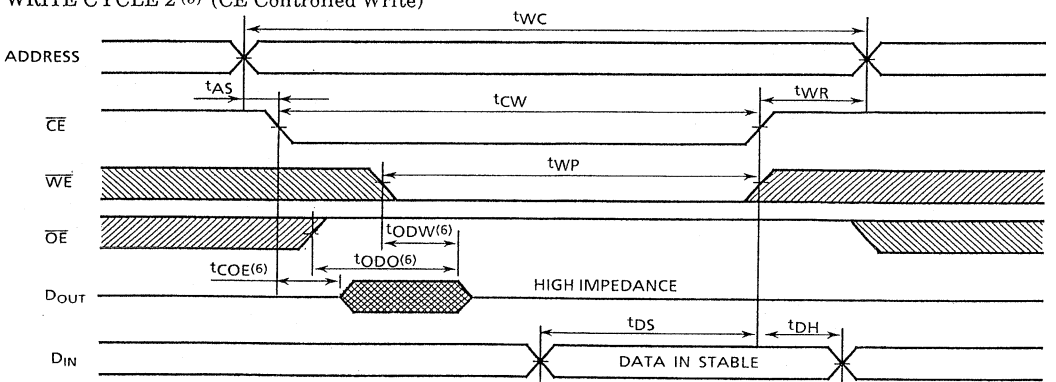 WRITE CYCLE 2 (5) (CE Controlled Write)
tWC
ADDRESS
tAS
tCW
tWR
CE
tWP
WE
OE
tODW(6)
tODO(6)
tCOE(6)
DOUT
HIGH IMPEDANCE
tDS
tDH
DIN
DATA IN STABLE